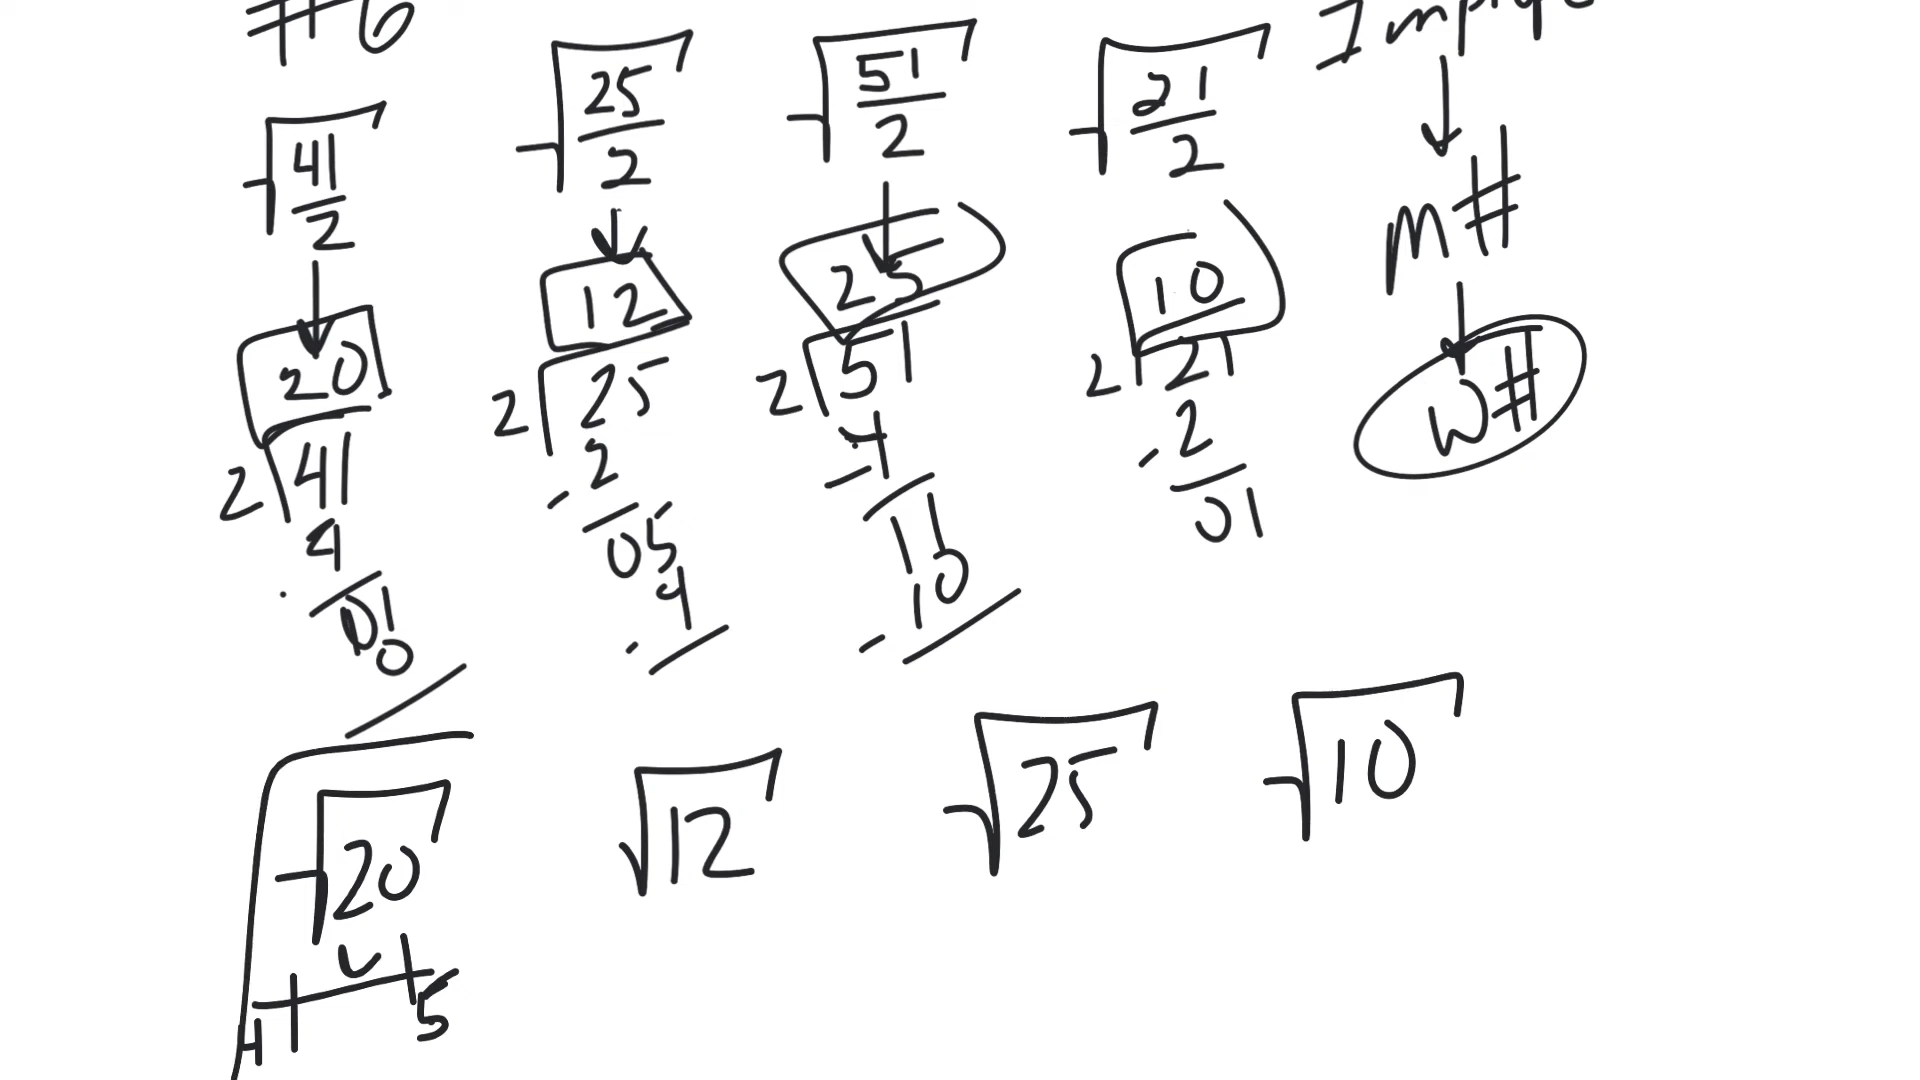 #6
√41/2 √25/2 √51/2 √21/2
m#
w#
20 12 25 10
2 41 2 25 2 51 2 21
4 - 2 - 4 - 2
01 05 11 01
0 - 4 - 10
√20 √12 √25 √10
4 5